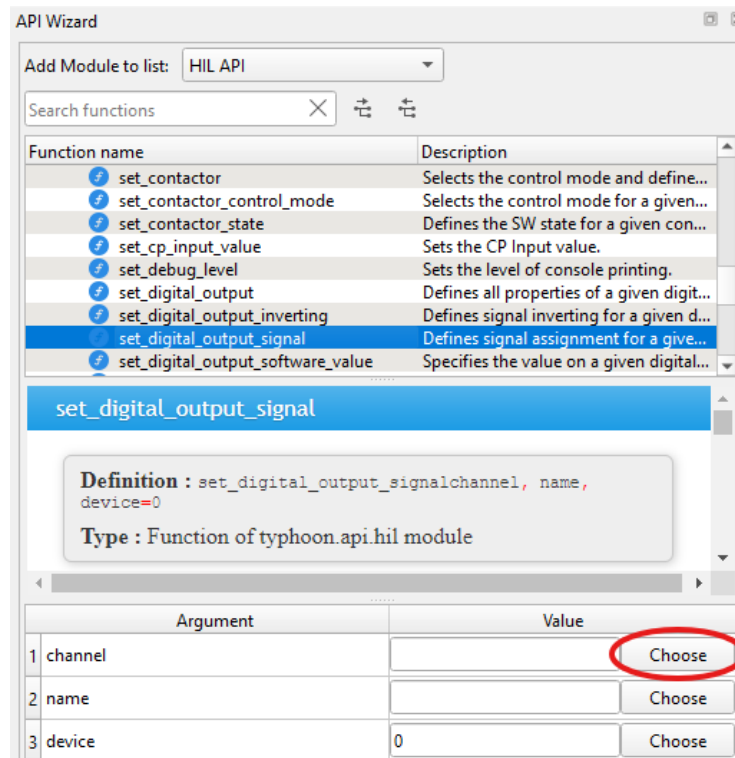 API Wizard
Add Module to list: HIL API
Search functions
Function name Description
set_contactor Selects the control mode and define...
set_contactor_control_mode Selects the control mode for a given...
set_contactor_state Defines the SW state for a given con...
set_cp_input_value Sets the CP Input value.
set_debug_level Sets the level of console printing.
set_digital_output Defines all properties of a given digit...
set_digital_output_inverting Defines signal inverting for a given d...
set_digital_output_signal Defines signal assignment for a give...
set_digital_output_software_value Specifies the value on a given digital...
set_digital_output_signal
Definition : set_digital_output_signalchannel, name,
device=0
Type : Function of typhoon.api.hil module
Argument Value
1 channel Choose
2 name Choose
3 device 0 Choose